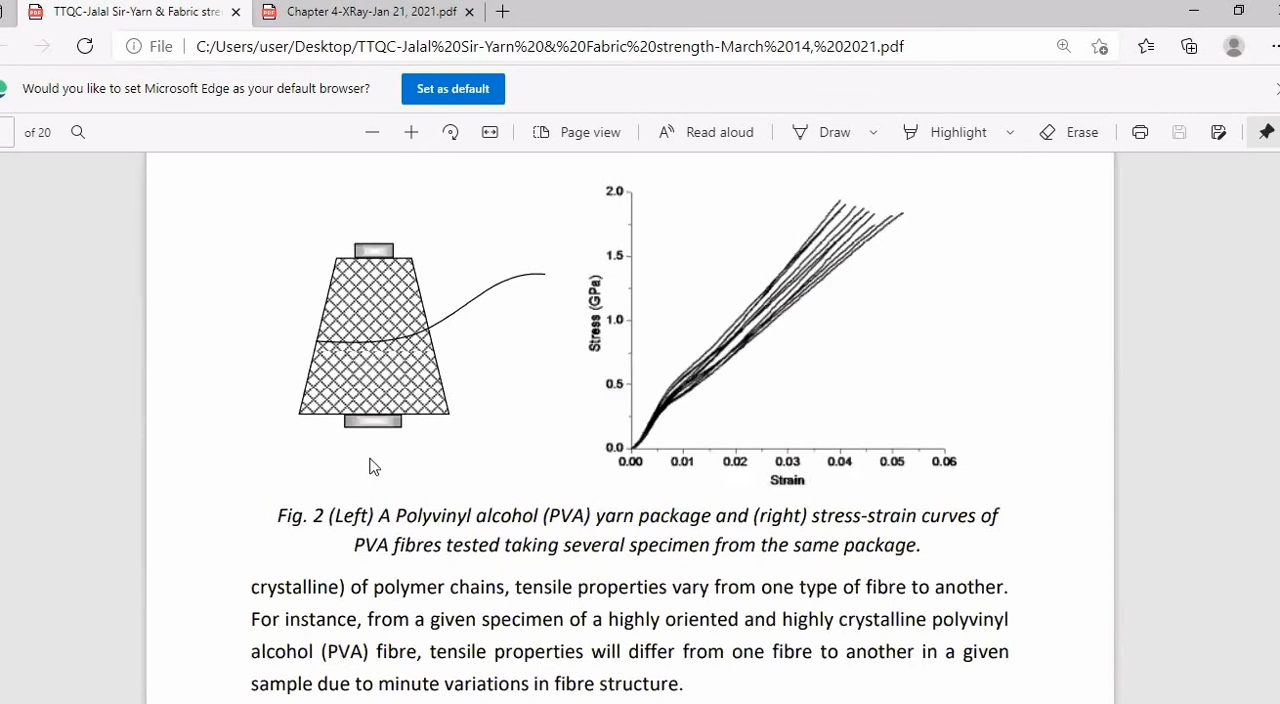 TTQC-Jalal Sir-Yarn & Fabric stre
Chapter 4-XRay-Jan 21, 2021.pdf
File
C:/Users/user/Desktop/TTQC-Jalal%20Sir-Yarn%20&%20Fabric%20strength-March%2014,%202021.pdf
Would you like to set Microsoft Edge as your default browser?
Set as default
of 20
Page view
Read aloud
Draw
Highlight
Erase
2.0
1.5
1.0
0.5
0.0
Stress (GPa)
0.00 0.01 0.02 0.03 0.04 0.05 0.06
Strain
Fig. 2 (Left) A Polyvinyl alcohol (PVA) yarn package and (right) stress-strain curves of
PVA fibres tested taking several specimen from the same package.
crystalline) of polymer chains, tensile properties vary from one type of fibre to another.
For instance, from a given specimen of a highly oriented and highly crystalline polyvinyl
alcohol (PVA) fibre, tensile properties will differ from one fibre to another in a given
sample due to minute variations in fibre structure.